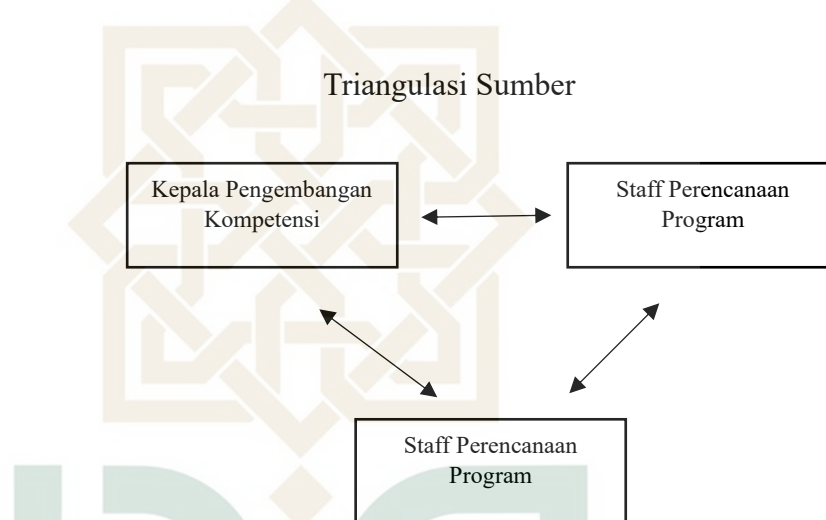 Triangulasi Sumber
Kepala Pengembangan
Kompetensi
Staff Perencanaan
Program
Staff Perencanaan
Program